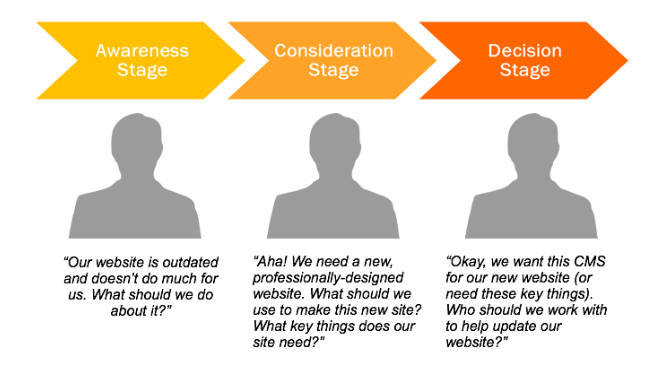 Awareness
Stage
Consideration
Stage
Decision
Stage
“Our website is outdated
and doesn’t do much for
us. What should we do
about it?”
“Aha! We need a new,
professionally-designed
website. What should we
use to make this new site?
What key things does our
site need?”
“Okay, we want this CMS
for our new website (or
need these key things).
Who should we work with
to help update our
website?”